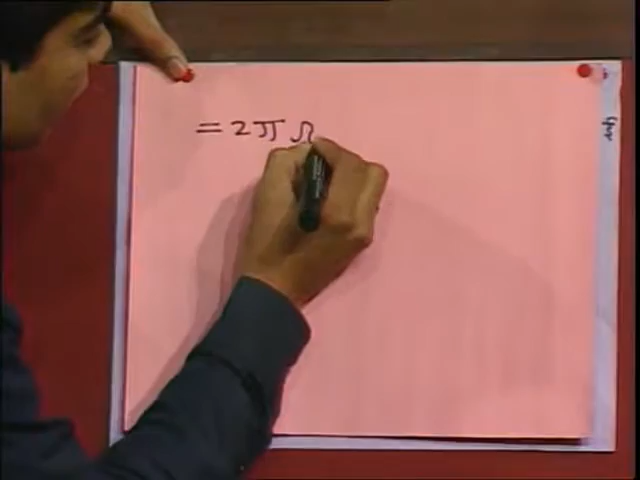 = 2π Ω